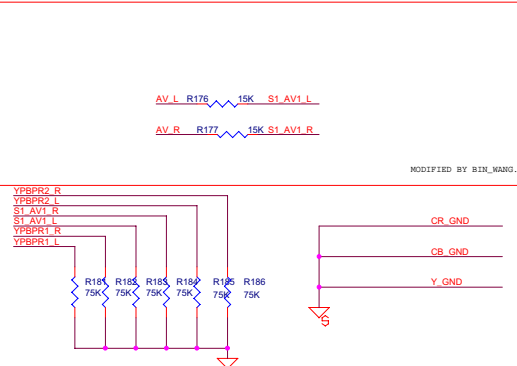 AV_L R176 15K S1_AV1_L
AV_R R177 15K S1_AV1_R
MODIFIED BY BIN_WANG.
YPBPR2_R
YPBPR2_L
S1_AV1_R
S1_AV1_L
YPBPR1_R
YPBPR1_L
CR_GND
CB_GND
Y_GND
R181 R182 R183 R184 R185 R186
75K 75K 75K 75K 75K 75K
S